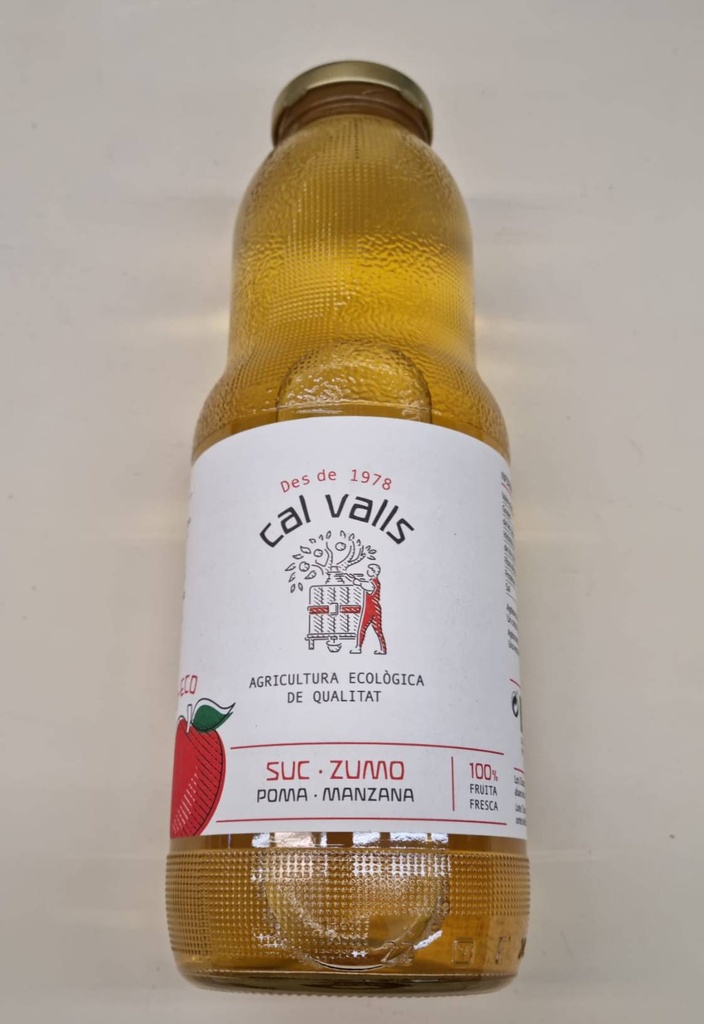 Des de 1978
cal valls
AGRICULTURA ECOLÒGICA
DE QUALITAT
ECO
SUC · ZUMO
POMA · MANZANA
100%
FRUITA
FRESCA